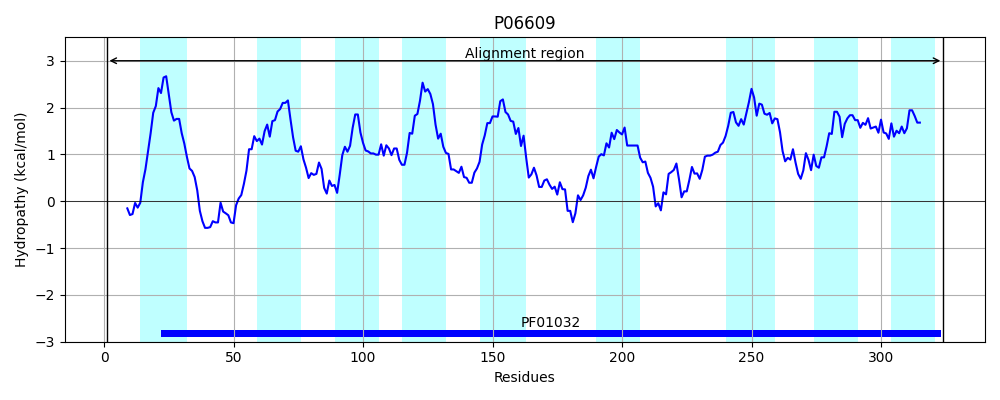 P06609
Alignment region
3
2
1
0
−1
−2
−3
Hydropathy (kcal/mol)
PF01032
0 50 100 150 200 250 300
Residues